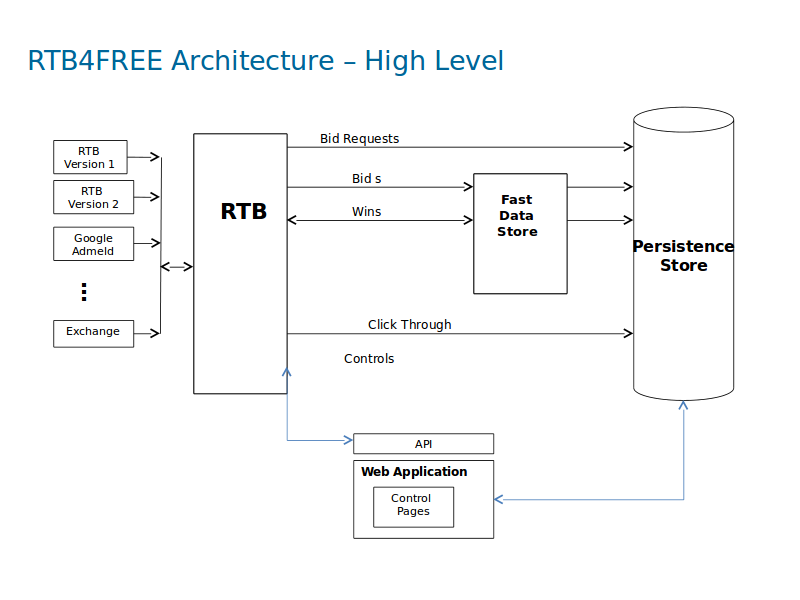 RTB4FREE Architecture – High Level
Bid Requests
RTB
Version 1
Bid s
RTB
Version 2
Fast
Data
Store
RTB
Wins
Google
AdmeId
Persistence
Store
Exchange
Click Through
Controls
API
Web Application
Control
Pages